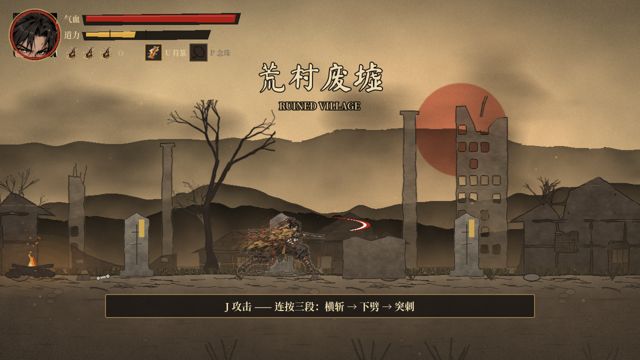 气血
道力
荒村废墟
RUINED VILLAGE
J 攻击 —— 连按三段：横斩 → 下劈 → 突刺